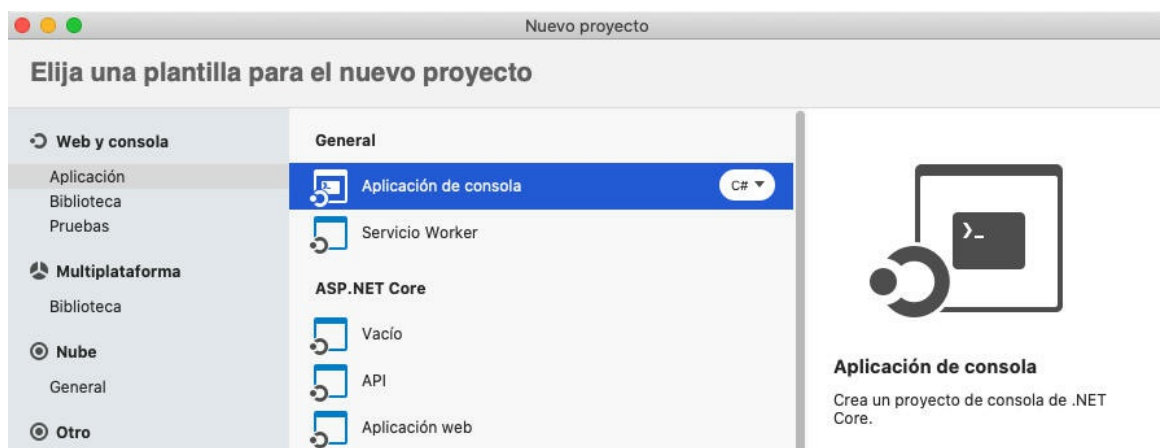 Nuevo proyecto
Elija una plantilla para el nuevo proyecto
Web y consola
Aplicación
Biblioteca
Pruebas
Multiplataforma
Biblioteca
Nube
General
Otro
General
Aplicación de consola
C#
Servicio Worker
ASP.NET Core
Vacío
API
Aplicación web
Aplicación de consola
Crea un proyecto de consola de .NET
Core.